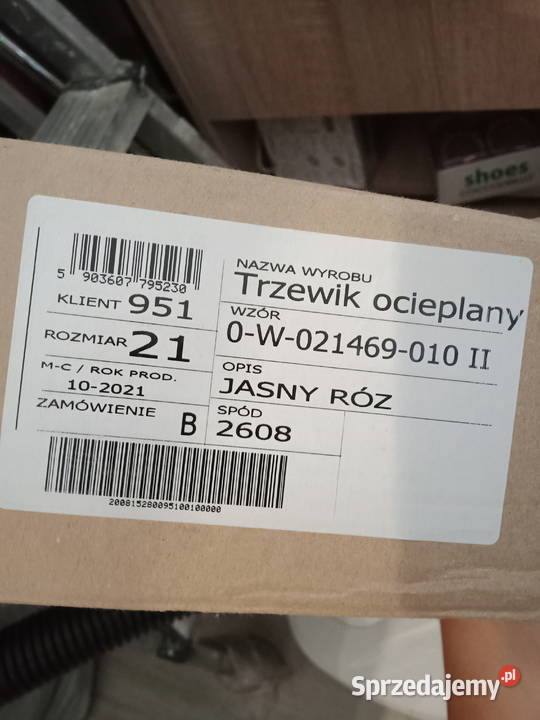 shoes
5 903607 795230
KLIENT 951
ROZMIAR 21
M-C / ROK PROD.
10-2021
ZAMÓWIENIE B
NAZWA WYROBU
Trzewik ocieplany
WZÓR
0-W-021469-010 II
OPIS
JASNY RÓZ
SPÓD
2608
200815280095100100000
Sprzedajemy.pl